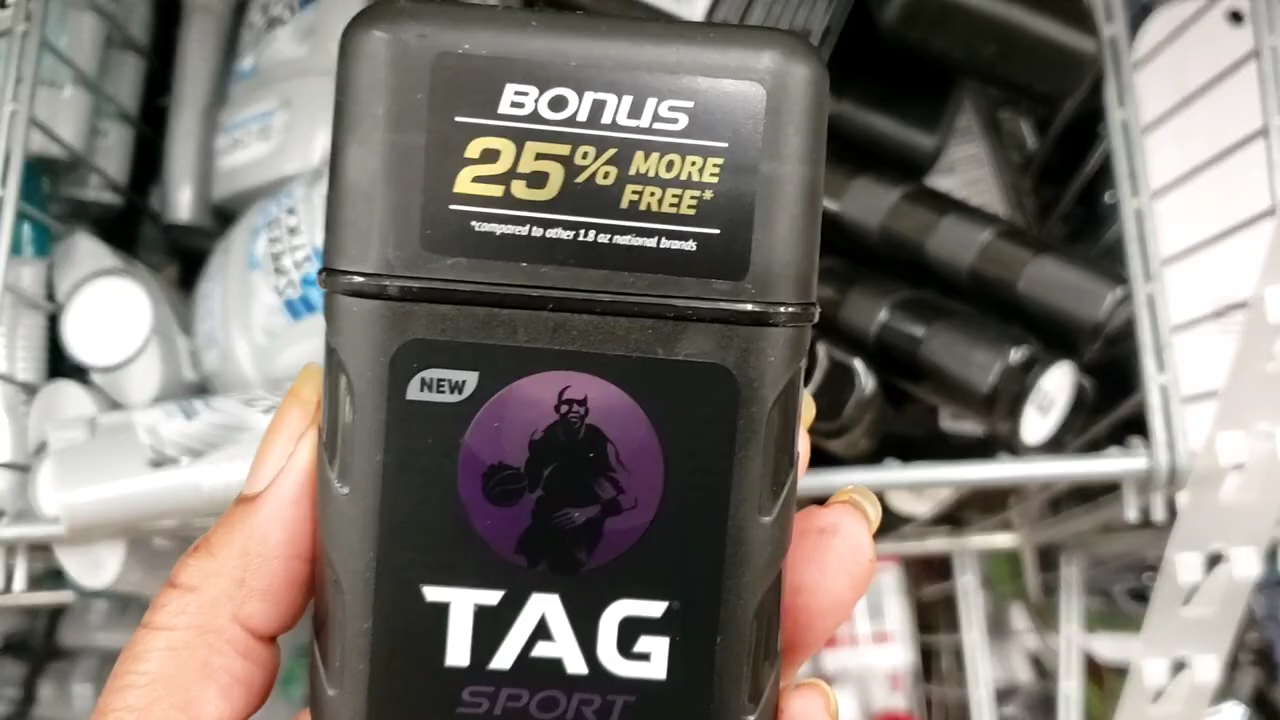 BONUS
25% MORE
FREE*
*compared to other 1.8 oz national brands
NEW
TAG
SPORT